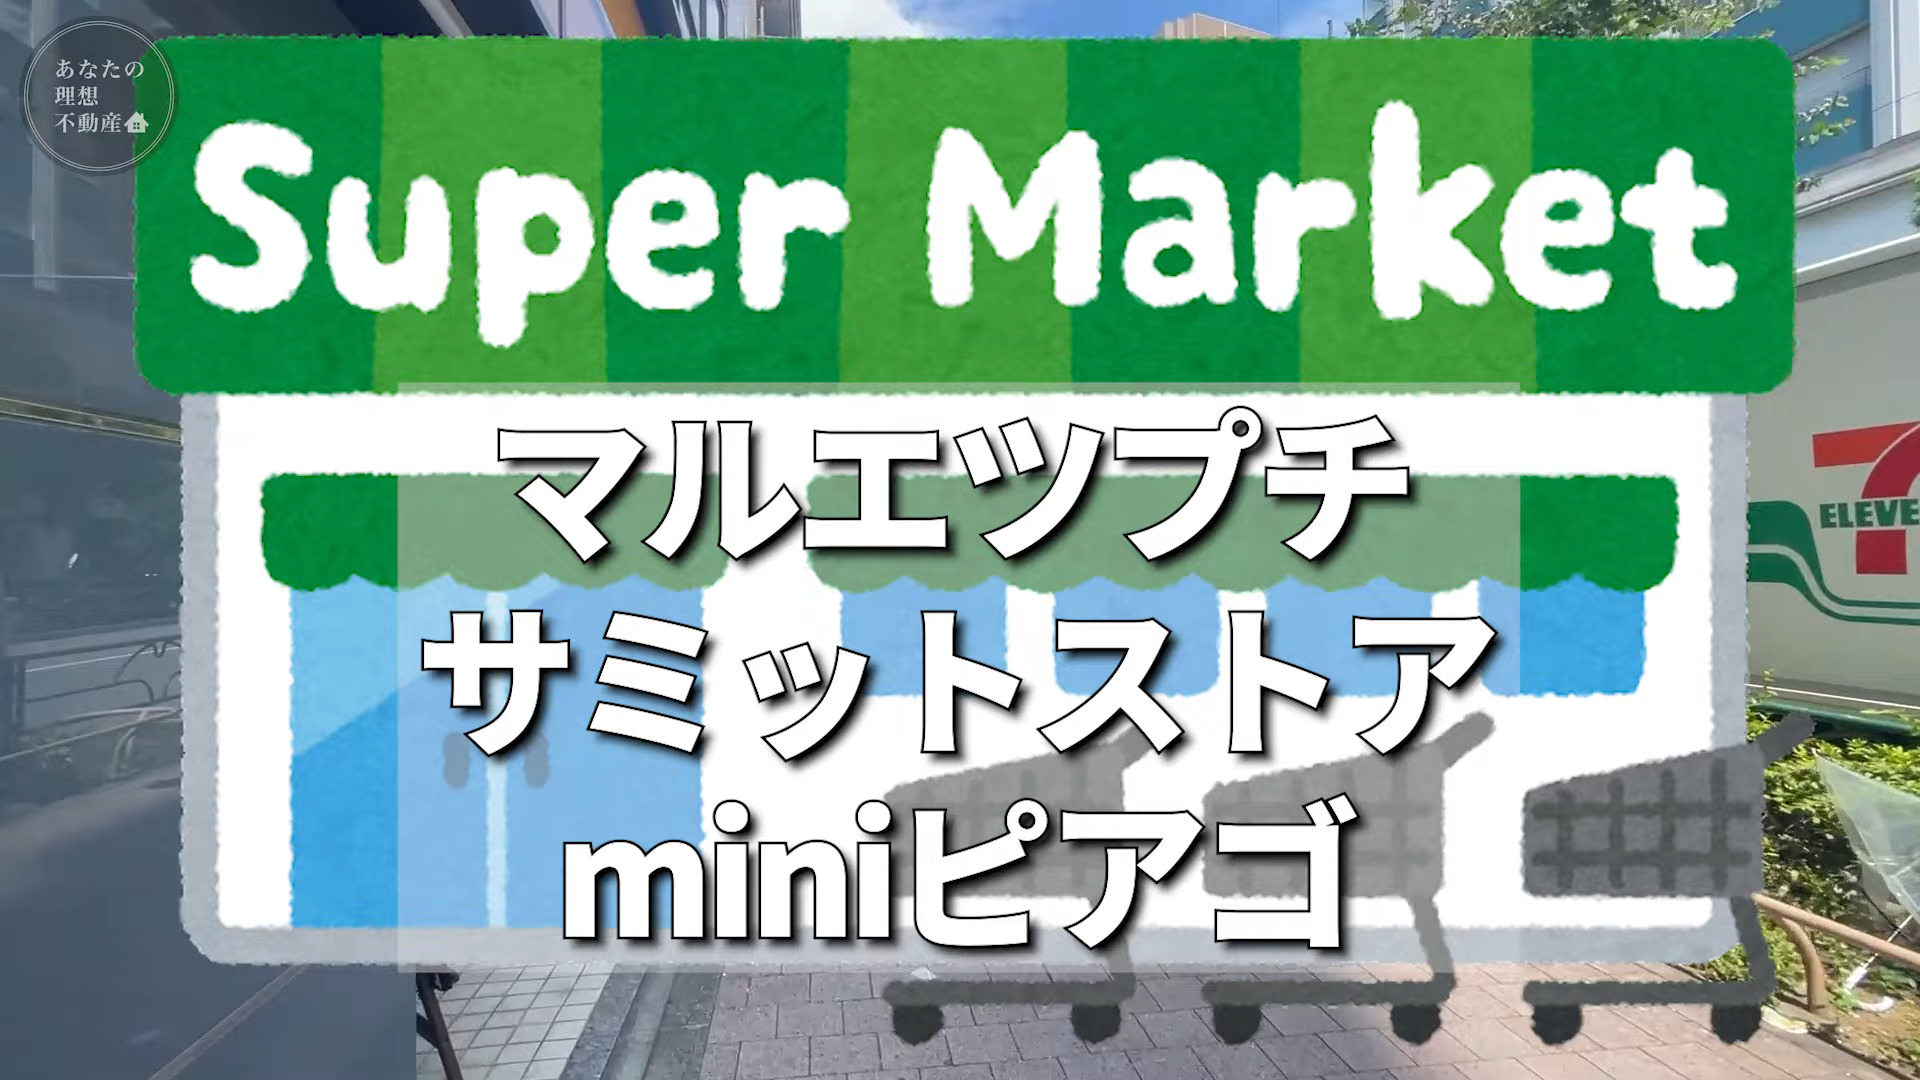 あなたの
理想
不動産
Super Market
マルエツプチ
サミットストア
miniピアゴ
ELEVE